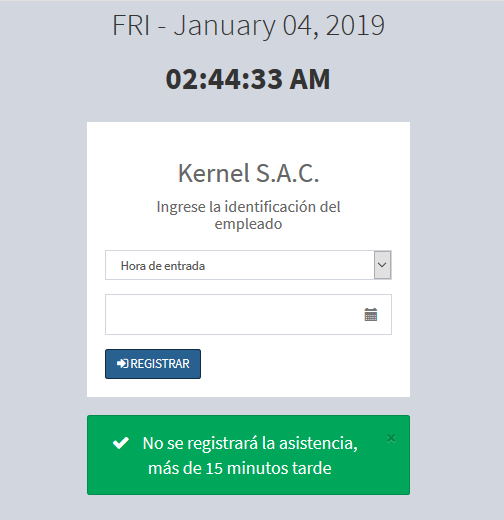 FRI - January 04, 2019
02:44:33 AM
Kernel S.A.C.
Ingrese la identificación del
empleado
Hora de entrada
REGISTRAR
No se registrará la asistencia,
más de 15 minutos tarde
×